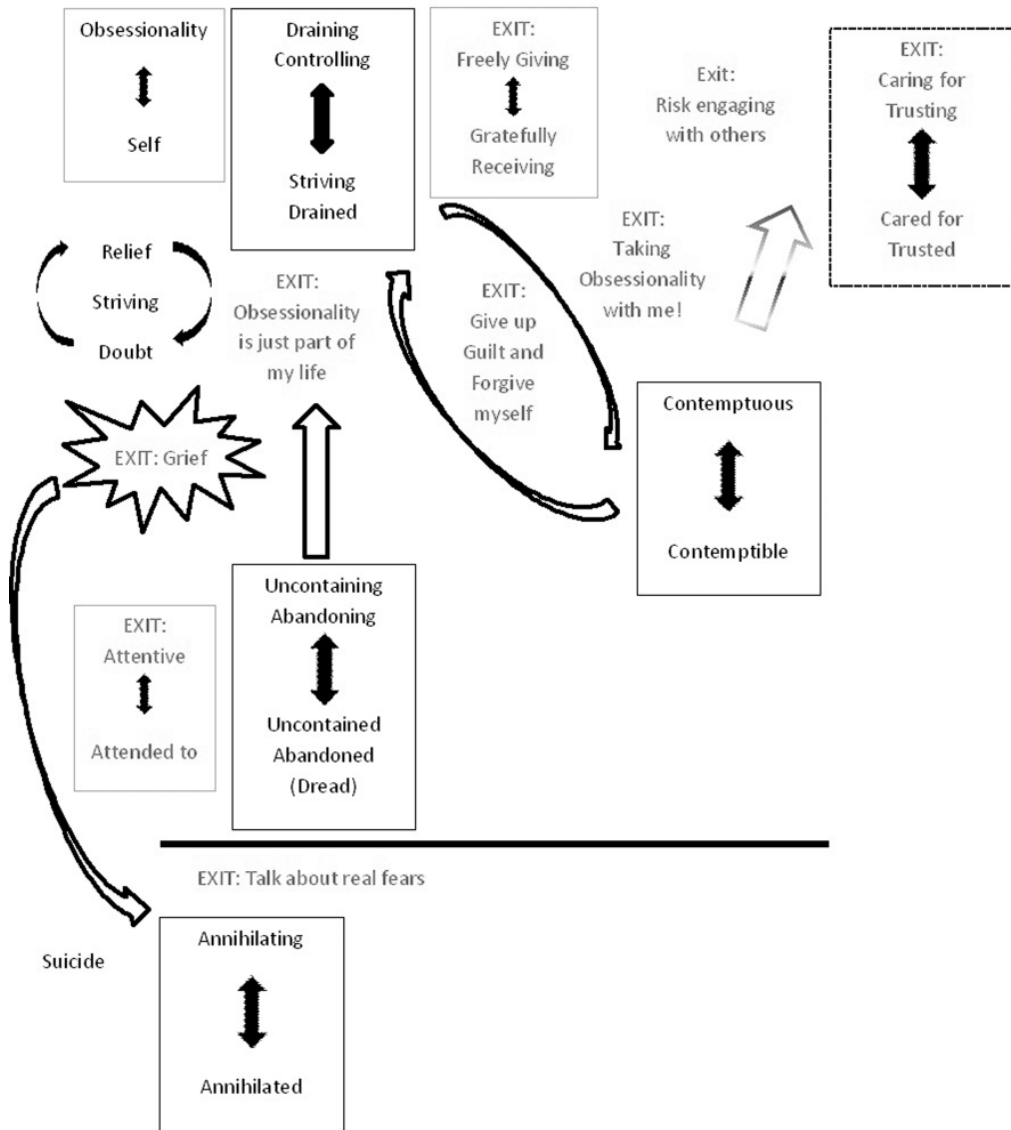 Obsessionality
Self
Draining
Controlling
Striving
Drained
EXIT:
Freely Giving
Gratefully
Receiving
Exit:
Risk engaging
with others
EXIT:
Caring for
Trusting
Cared for
Trusted
Relief
Striving
Doubt
EXIT:
Obsessionality
is just part of
my life
EXIT:
Give up
Guilt and
Forgive
myself
EXIT:
Taking
Obsessionality
with me!
Contemptuous
Contemptible
EXIT: Grief
Uncontaining
Abandoning
Uncontained
Abandoned
(Dread)
EXIT:
Attentive
Attended to
EXIT: Talk about real fears
Suicide
Annihilating
Annihilated